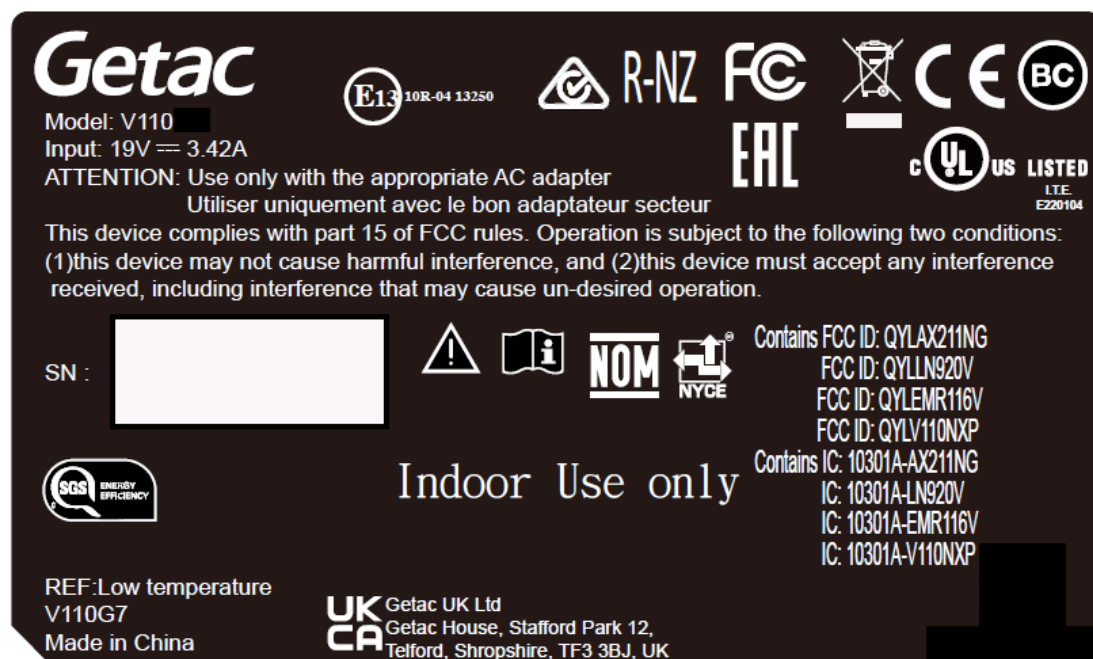 Getac
E13 10R-04 13250
R-NZ
FC
CE
BC
Model: V110
Input: 19V ⎓ 3.42A
EAC
C UL US LISTED
I.T.E.
E220104
ATTENTION: Use only with the appropriate AC adapter
Utiliser uniquement avec le bon adaptateur secteur
This device complies with part 15 of FCC rules. Operation is subject to the following two conditions:
(1)this device may not cause harmful interference, and (2)this device must accept any interference
received, including interference that may cause un-desired operation.
SN :
NOM
NYCE
Contains FCC ID: QYLAX211NG
FCC ID: QYLLN920V
FCC ID: QYLEMR116V
FCC ID: QYLV110NXP
Contains IC: 10301A-AX211NG
IC: 10301A-LN920V
IC: 10301A-EMR116V
IC: 10301A-V110NXP
SGS ENERGY
EFFICIENCY
Indoor Use only
REF:Low temperature
V110G7
Made in China
UK
CA
Getac UK Ltd
Getac House, Stafford Park 12,
Telford, Shropshire, TF3 3BJ, UK